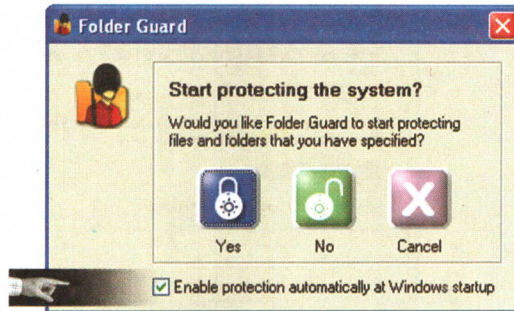 Folder Guard
Start protecting the system?
Would you like Folder Guard to start protecting
files and folders that you have specified?
Yes No Cancel
Enable protection automatically at Windows startup